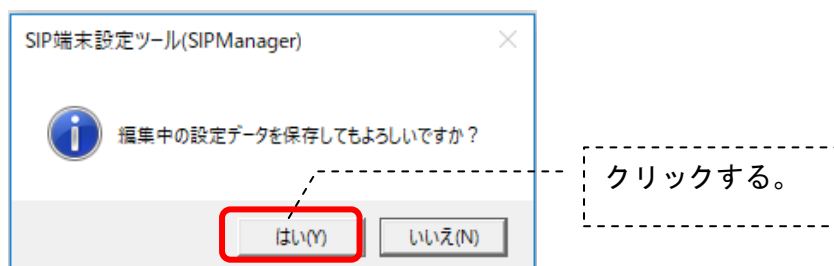 SIP端末設定ツール(SIPManager)
編集中の設定データを保存してもよろしいですか？
クリックする。
はい(Y)
いいえ(N)